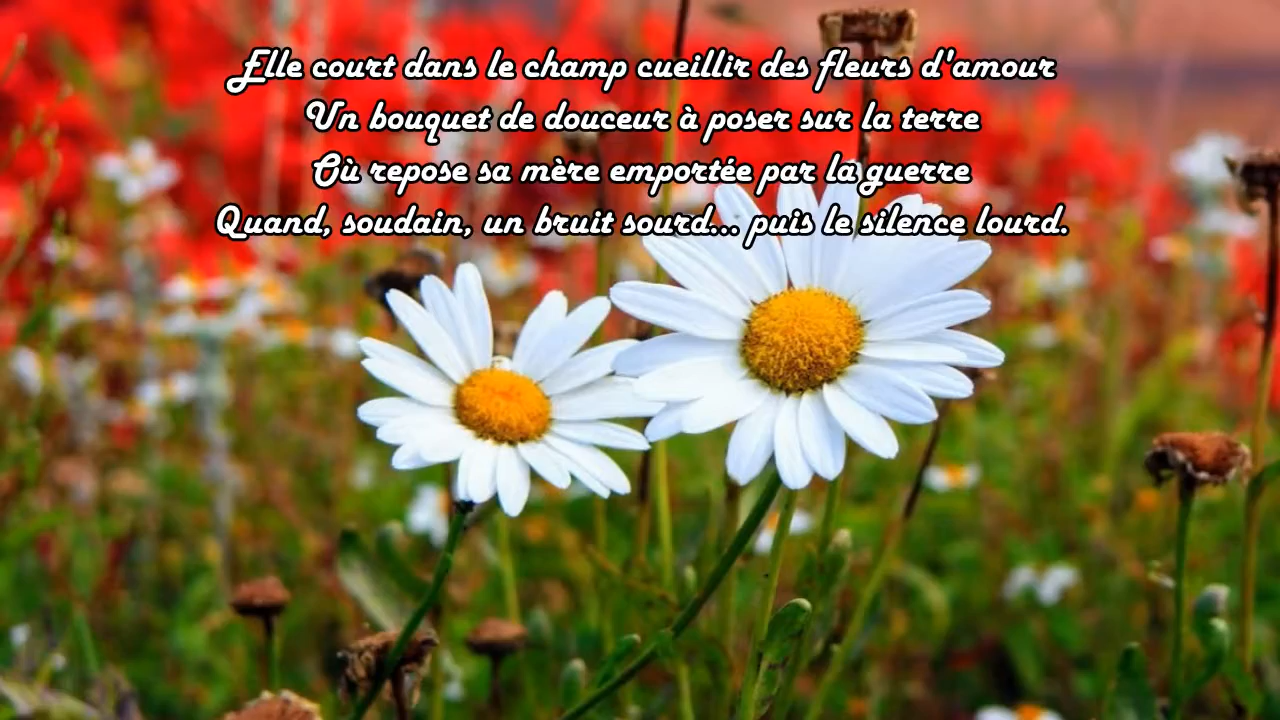 Elle court dans le champ cueillir des fleurs d'amour
Un bouquet de douceur à poser sur la terre
Où repose sa mère emportée par la guerre
Quand, soudain, un bruit sourd... puis le silence lourd.